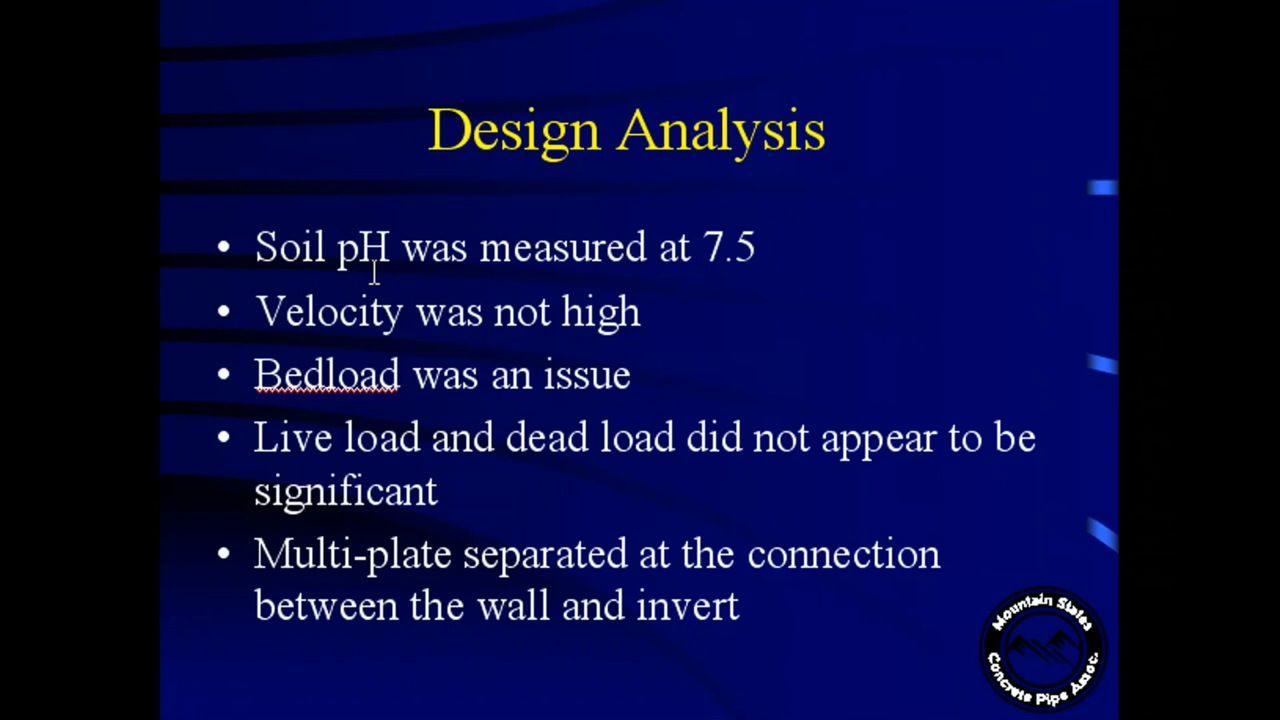 Design Analysis
• Soil pH was measured at 7.5
• Velocity was not high
• Bedload was an issue
• Live load and dead load did not appear to be
significant
• Multi-plate separated at the connection
between the wall and invert
Mountain States
Concrete Pipe Assoc.